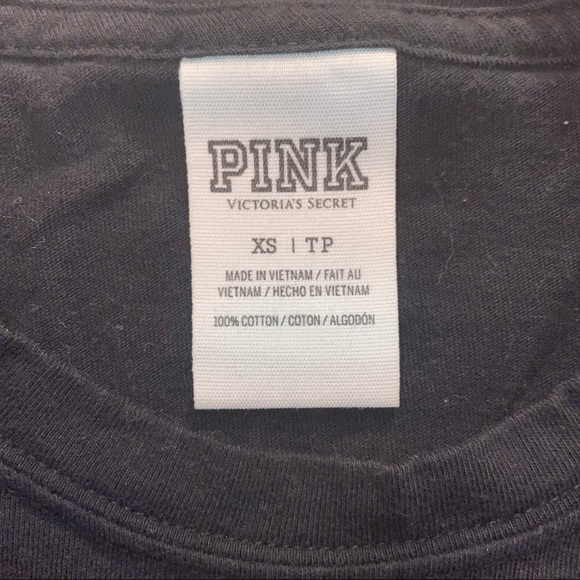 PINK
VICTORIA'S SECRET
XS | TP
MADE IN VIETNAM / FAIT AU
VIETNAM / HECHO EN VIETNAM
100% COTTON / COTON / ALGODÓN